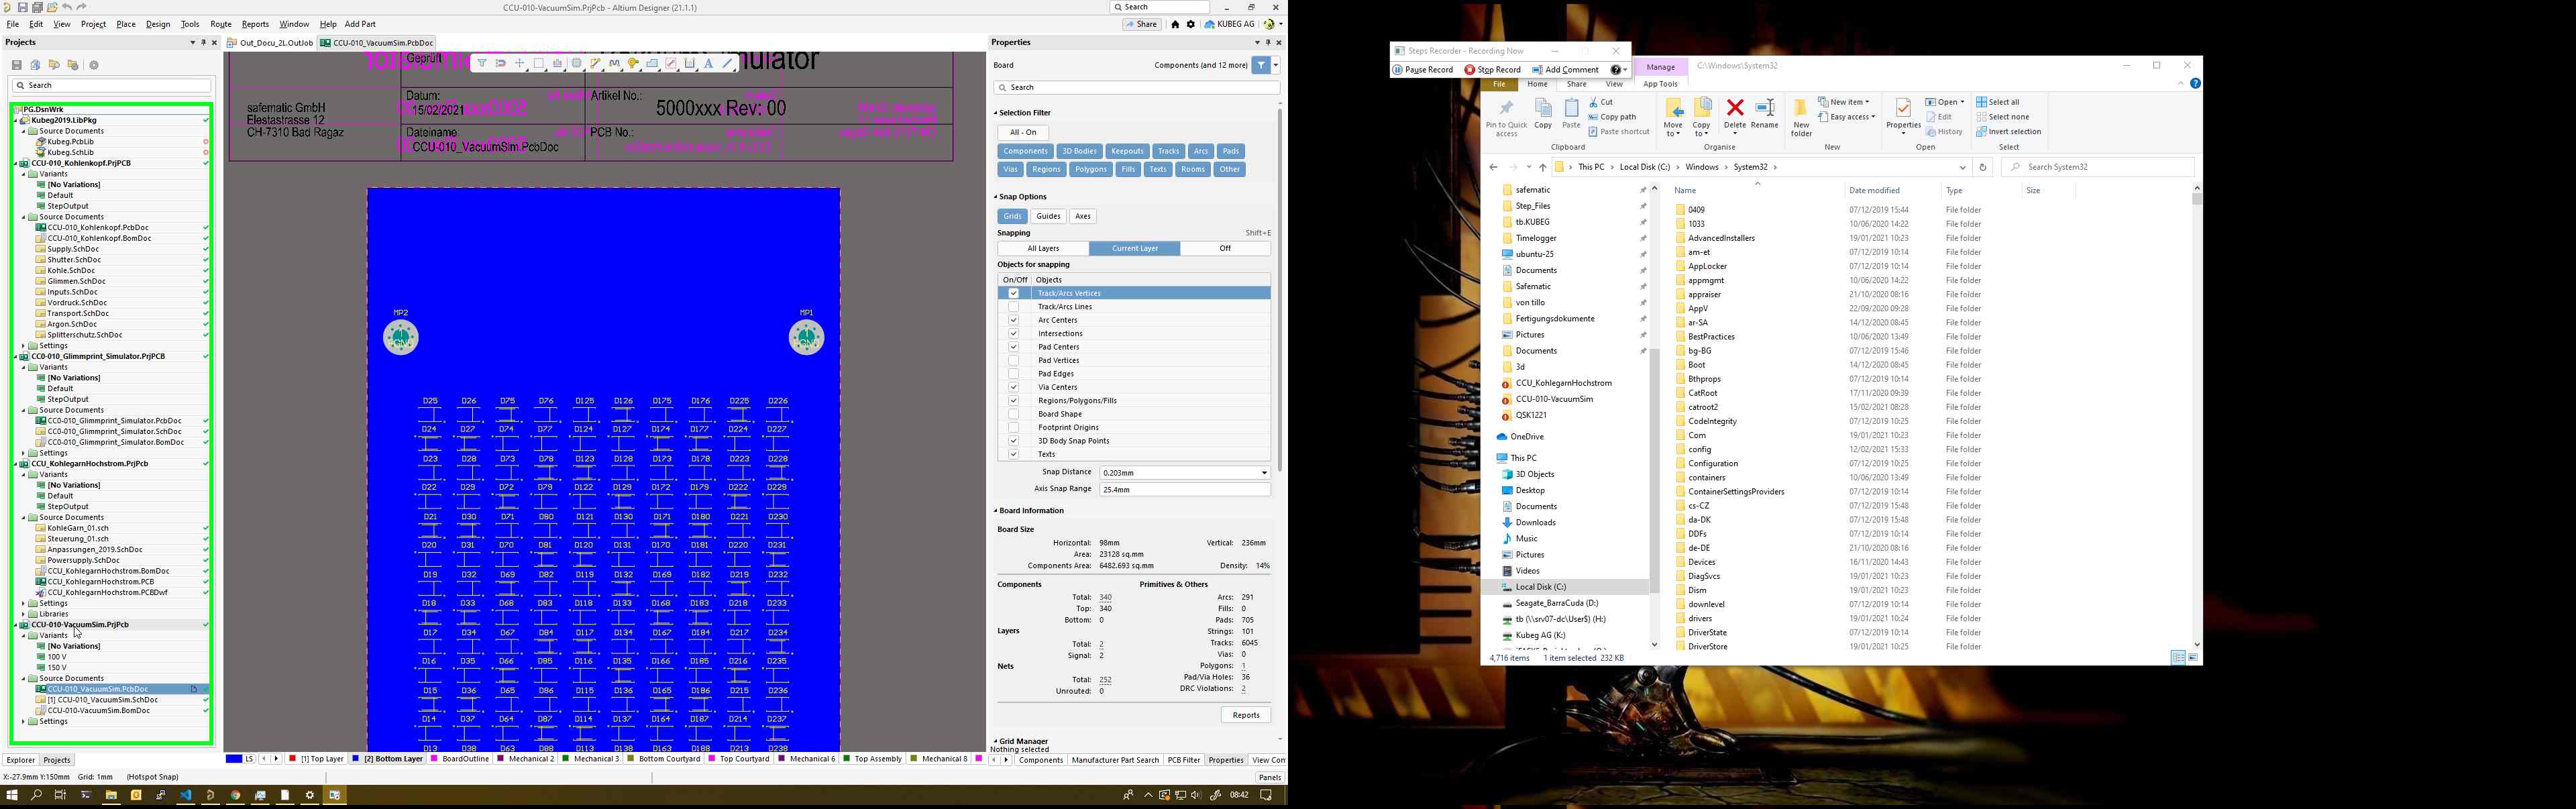 CCU-010-VacuumSim.PrjPcb - Altium Designer (21.1.1)
Search
File Edit View Project Place Design Tools Route Reports Window Help Add Part
Share
KUBEG AG
Projects
Out_Docu_2L.OutJob
CCU-010_VacuumSim.PcbDoc
Properties
Search
PG.DsnWrk
Kubeg2019.LibPkg
Source Documents
Kubeg.PcbLib
Kubeg.SchLib
CCU-010_Kohlenkopf.PrjPCB
Variants
[No Variations]
Default
StepOutput
Source Documents
CCU-010_Kohlenkopf.PcbDoc
CCU-010_Kohlenkopf.BomDoc
Supply.SchDoc
Shutter.SchDoc
Kohle.SchDoc
Glimmen.SchDoc
Inputs.SchDoc
Vordruck.SchDoc
Transport.SchDoc
Argon.SchDoc
Splitterschutz.SchDoc
Settings
CC0-010_Glimmprint_Simulator.PrjPCB
Variants
[No Variations]
Default
StepOutput
Source Documents
CC0-010_Glimmprint_Simulator.PcbDoc
CC0-010_Glimmprint_Simulator.SchDoc
CC0-010_Glimmprint_Simulator.BomDoc
Settings
CCU_KohlegarnHochstrom.PrjPcb
Variants
[No Variations]
Default
StepOutput
Source Documents
KohleGarn_01.sch
Steuerung_01.sch
Anpassungen_2019.SchDoc
Powersupply.SchDoc
CCU_KohlegarnHochstrom.BomDoc
CCU_KohlegarnHochstrom.PCB
CCU_KohlegarnHochstrom.PCBDwf
Settings
Libraries
CCU-010-VacuumSim.PrjPcb
Variants
[No Variations]
100 V
150 V
Source Documents
CCU-010_VacuumSim.PcbDoc
[1] CCU-010_VacuumSim.SchDoc
CCU-010-VacuumSim.BomDoc
Settings
Explorer Projects
Geprüft
safematic GmbH
Elestastrasse 12
CH-7310 Bad Ragaz
Datum:
15/02/2021
Artikel No.:
5000xxx Rev: 00
Dateiname:
CCU-010_VacuumSim.PcbDoc
PCB No.:
MP2 MP1
D25 D26 D75 D76 D125 D126 D175 D176 D225 D226
D24 D27 D74 D77 D124 D127 D174 D177 D224 D227
D23 D28 D73 D78 D123 D128 D173 D178 D223 D228
D22 D29 D72 D79 D122 D129 D172 D179 D222 D229
D21 D30 D71 D80 D121 D130 D171 D180 D221 D230
D20 D31 D70 D81 D120 D131 D170 D181 D220 D231
D19 D32 D69 D82 D119 D132 D169 D182 D219 D232
D18 D33 D68 D83 D118 D133 D168 D183 D218 D233
D17 D34 D67 D84 D117 D134 D167 D184 D217 D234
D16 D35 D66 D85 D116 D135 D166 D185 D216 D235
D15 D36 D65 D86 D115 D136 D165 D186 D215 D236
D14 D37 D64 D87 D114 D137 D164 D187 D214 D237
D13 D38 D63 D88 D113 D138 D163 D188 D213 D238
LS [1] Top Layer [2] Bottom Layer BoardOutline Mechanical 2 Mechanical 3 Bottom Courtyard Top Courtyard Mechanical 6 Top Assembly Mechanical 8
Board Components (and 12 more)
Search
Selection Filter
All - On
Components 3D Bodies Keepouts Tracks Arcs Pads
Vias Regions Polygons Fills Texts Rooms Other
Snap Options
Grids Guides Axes
Snapping Shift+E
All Layers Current Layer Off
Objects for snapping
On/Off Objects
Track/Arcs Vertices
Track/Arcs Lines
Arc Centers
Intersections
Pad Centers
Pad Vertices
Pad Edges
Via Centers
Regions/Polygons/Fills
Board Shape
Footprint Origins
3D Body Snap Points
Texts
Snap Distance 0.203mm
Axis Snap Range 25.4mm
Board Information
Board Size
Horizontal: 98mm Vertical: 236mm
Area: 23128 sq.mm
Components Area: 6482.693 sq.mm Density: 14%
Components Primitives & Others
Total: 340 Arcs: 291
Top: 340 Fills: 0
Bottom: 0 Pads: 705
Layers Strings: 101
Total: 2 Tracks: 6045
Signal: 2 Vias: 0
Nets Polygons: 1
Total: 252 Pad/Via Holes: 36
Unrouted: 0 DRC Violations: 2
Reports
Grid Manager
Nothing selected
Components Manufacturer Part Search PCB Filter Properties View Con
X:-27.9mm Y:150mm Grid: 1mm (Hotspot Snap)
Panels
08:42
Steps Recorder - Recording Now
Pause Record Stop Record Add Comment
Manage C:\Windows\System32
File Home Share View App Tools
Pin to Quick access
Copy
Paste
Cut
Copy path
Paste shortcut
Clipboard
Move to
Copy to
Delete
Rename
Organise
New folder
New item
Easy access
New
Properties
Open
Edit
History
Open
Select all
Select none
Invert selection
Select
This PC Local Disk (C:) Windows System32
Search System32
safematic
Step_Files
tb.KUBEG
Timelogger
ubuntu-25
Documents
Safematic
von tillo
Fertigungsdokumente
Pictures
Documents
3d
CCU_KohlegarnHochstrom
CCU-010-VacuumSim
QSK1221
OneDrive
This PC
3D Objects
Desktop
Documents
Downloads
Music
Pictures
Videos
Local Disk (C:)
Seagate_BarraCuda (D:)
tb (\\srv07-dc\User$) (H:)
Kubeg AG (K:)
Name Date modified Type Size
0409 07/12/2019 15:44 File folder
1033 10/06/2020 14:22 File folder
AdvancedInstallers 19/01/2021 10:23 File folder
am-et 07/12/2019 10:14 File folder
AppLocker 07/12/2019 10:14 File folder
appmgmt 10/06/2020 14:22 File folder
appraiser 21/10/2020 08:16 File folder
AppV 22/09/2020 09:28 File folder
ar-SA 14/12/2020 08:45 File folder
BestPractices 10/06/2020 13:49 File folder
bg-BG 07/12/2019 15:46 File folder
Boot 14/12/2020 08:45 File folder
Bthprops 07/12/2019 10:14 File folder
CatRoot 17/11/2020 09:39 File folder
catroot2 15/02/2021 08:28 File folder
CodeIntegrity 07/12/2019 10:25 File folder
Com 19/01/2021 10:23 File folder
config 12/02/2021 15:33 File folder
Configuration 07/12/2019 10:25 File folder
containers 10/06/2020 13:49 File folder
ContainerSettingsProviders 07/12/2019 10:14 File folder
cs-CZ 07/12/2019 15:48 File folder
da-DK 07/12/2019 15:48 File folder
DDFs 07/12/2019 10:14 File folder
de-DE 21/10/2020 08:16 File folder
Devices 16/11/2020 14:43 File folder
DiagSvcs 19/01/2021 10:23 File folder
Dism 19/01/2021 10:23 File folder
downlevel 07/12/2019 10:14 File folder
drivers 19/01/2021 10:24 File folder
DriverState 07/12/2019 10:14 File folder
DriverStore 19/01/2021 10:25 File folder
4,716 items 1 item selected 232 KB